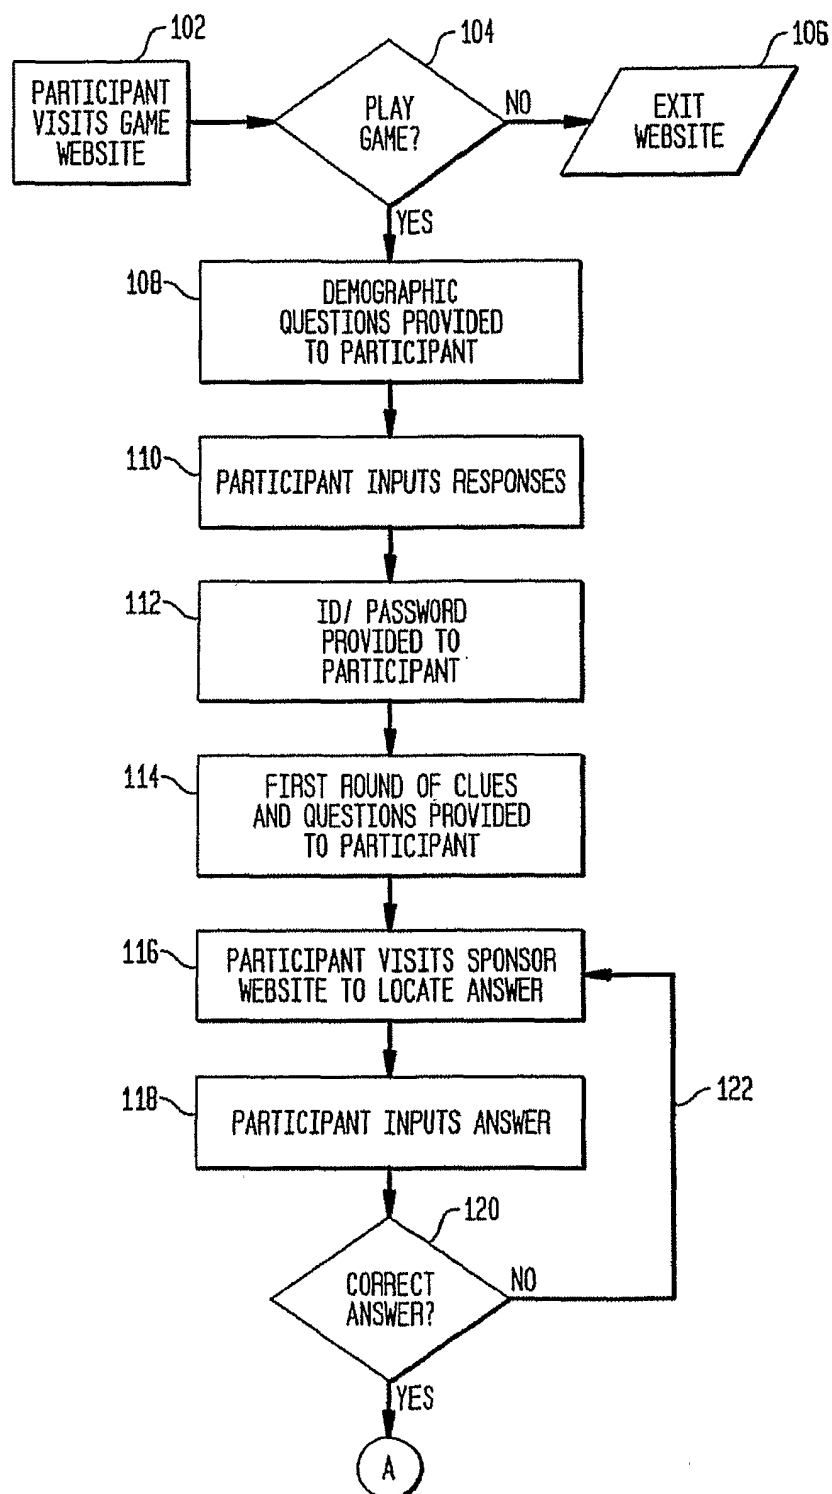 102
104
106
PARTICIPANT
VISITS GAME
WEBSITE
PLAY
GAME?
NO
EXIT
WEBSITE
YES
108
DEMOGRAPHIC
QUESTIONS PROVIDED
TO PARTICIPANT
110
PARTICIPANT INPUTS RESPONSES
112
ID/ PASSWORD
PROVIDED TO
PARTICIPANT
114
FIRST ROUND OF CLUES
AND QUESTIONS PROVIDED
TO PARTICIPANT
116
PARTICIPANT VISITS SPONSOR
WEBSITE TO LOCATE ANSWER
118
PARTICIPANT INPUTS ANSWER
122
120
CORRECT
ANSWER?
NO
YES
A